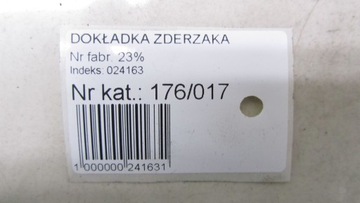 DOKŁADKA ZDERZAKA
Nr fabr. 23%
Indeks: 024163
Nr kat.: 176/017
1 000000 241631